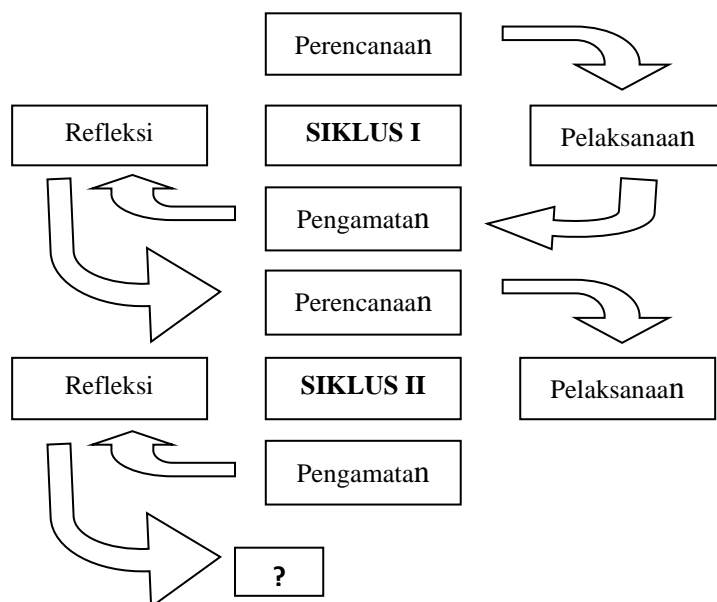 Perencanaan
Refleksi
SIKLUS I
Pelaksanaan
Pengamatan
Perencanaan
Refleksi
SIKLUS II
Pelaksanaan
Pengamatan
?